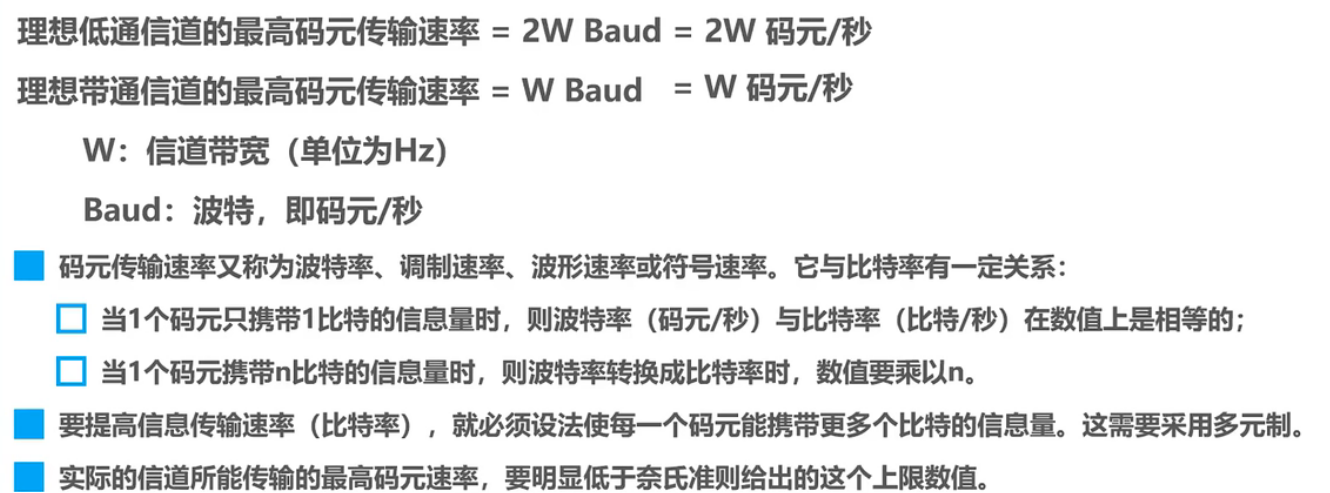 理想低通信道的最高码元传输速率 = 2W Baud = 2W 码元/秒
理想带通信道的最高码元传输速率 = W Baud = W 码元/秒
W：信道带宽（单位为Hz)
Baud：波特，即码元/秒
码元传输速率又称为波特率、调制速率、波形速率或符号速率。它与比特率有一定关系：
当1个码元只携带1比特的信息量时，则波特率（码元/秒）与比特率（比特/秒）在数值上是相等的；
当1个码元携带n比特的信息量时，则波特率转换成比特率时，数值要乘以n。
要提高信息传输速率（比特率），就必须设法使每一个码元能携带更多个比特的信息量。这需要采用多元制。
实际的信道所能传输的最高码元速率，要明显低于奈氏准则给出的这个上限数值。